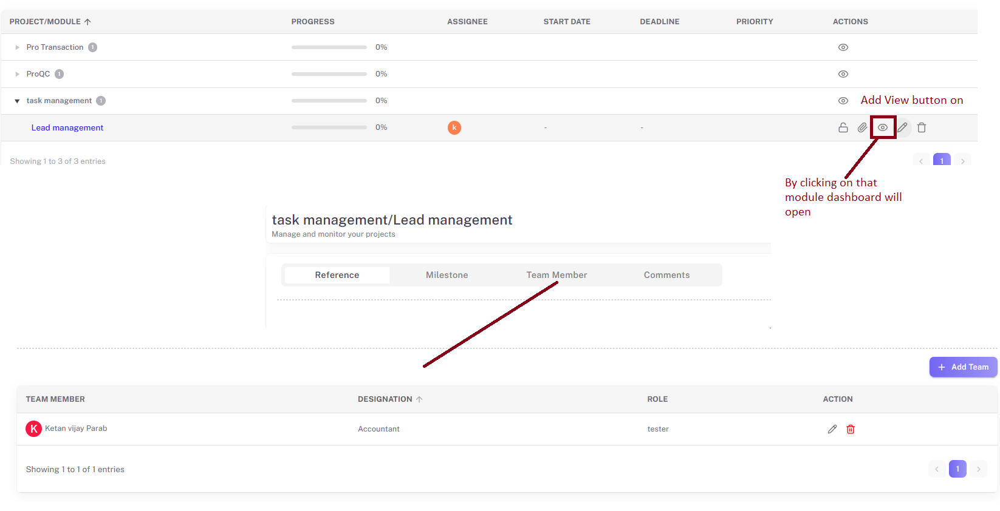 PROJECT/MODULE PROGRESS ASSIGNEE START DATE DEADLINE PRIORITY ACTIONS
Pro Transaction 1 0%
ProQC 1 0%
task management 1 0% Add View button on
Lead management 0% k - -
Showing 1 to 3 of 3 entries 1
By clicking on that
module dashboard will
open
task management/Lead management
Manage and monitor your projects
Reference Milestone Team Member Comments
+ Add Team
TEAM MEMBER DESIGNATION ROLE ACTION
K Ketan vijay Parab Accountant tester
Showing 1 to 1 of 1 entries 1